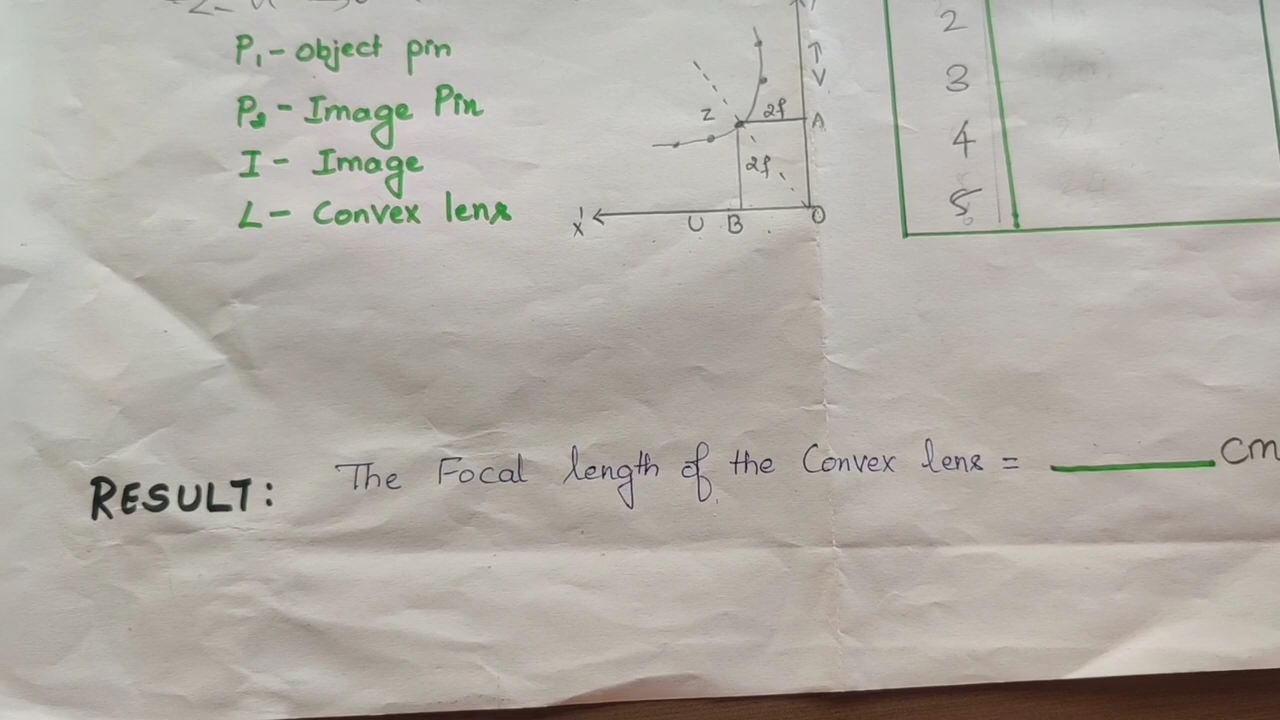 P₁ - object pin
P₂ - Image Pin
I - Image
L - Convex lens
V
Z
2f
A
2f
X'
U
B
O
2
3
4
5
RESULT: The Focal length of the Convex lens = ______ cm